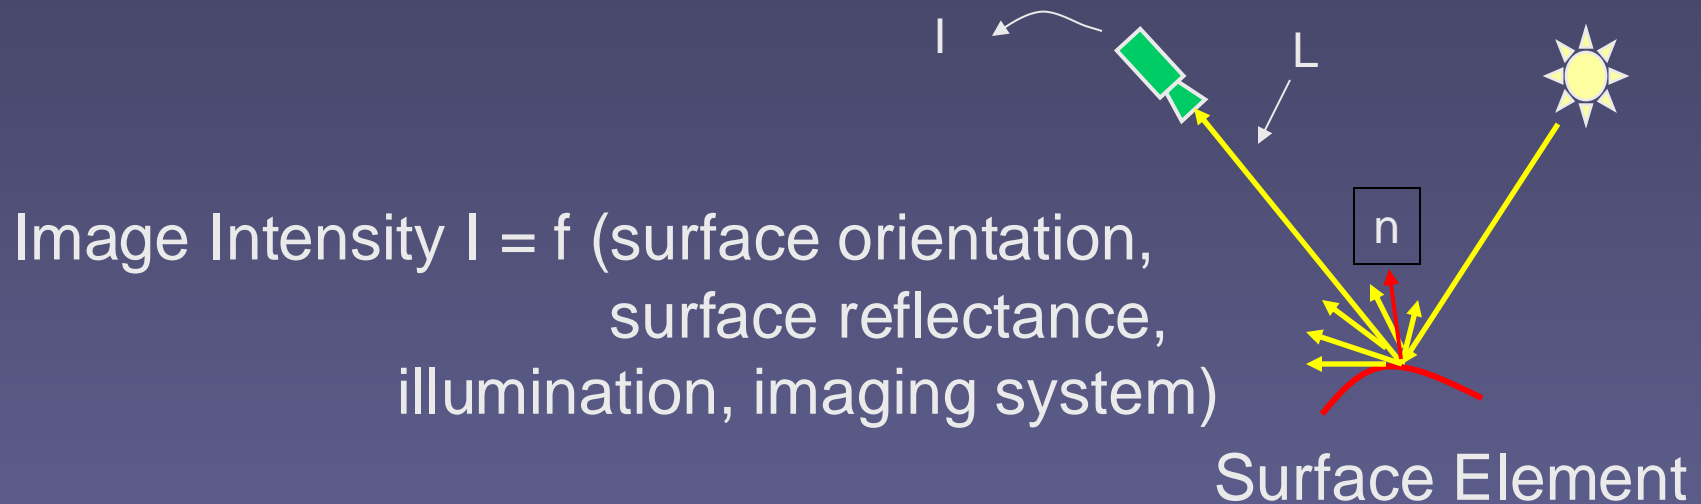 I
L
n
Image Intensity I = f (surface orientation,
surface reflectance,
illumination, imaging system)
Surface Element